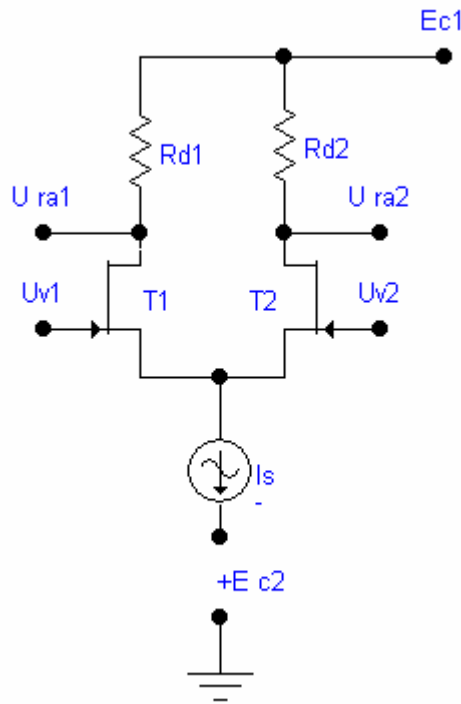 Ec1
Rd1
Rd2
U ra1
U ra2
Uv1
T1
T2
Uv2
Is
-
+E c2